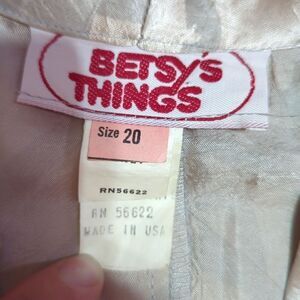 BETSY'S
THINGS
Size 20
RN56622
RN 56622
MADE IN USA